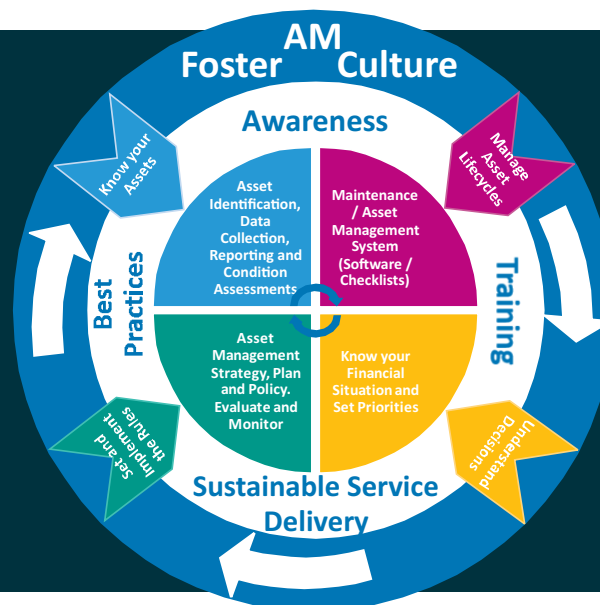 AM
Foster Culture
Awareness
Know your
Assets
Manage
Asset
Lifecycles
Asset
Identification,
Data
Collection,
Reporting and
Condition
Assessments
Maintenance
/ Asset
Management
System
(Software /
Checklists)
Best
Practices
Training
Asset
Management
Strategy, Plan
and Policy.
Evaluate and
Monitor
Know your
Financial
Situation and
Set Priorities
Set and
Implement
the Rules
Understand
Decisions
Sustainable Service
Delivery